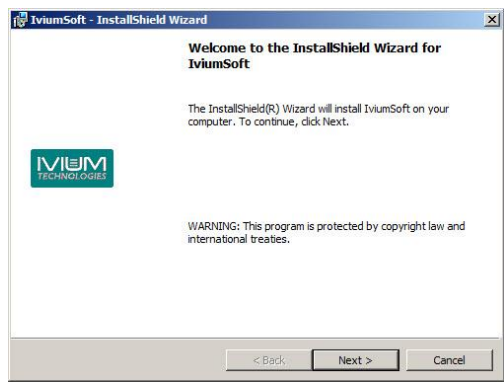 IviumSoft - InstallShield Wizard
Welcome to the InstallShield Wizard for
IviumSoft
The InstallShield(R) Wizard will install IviumSoft on your
computer. To continue, click Next.
IVIUM
TECHNOLOGIES
WARNING: This program is protected by copyright law and
international treaties.
< Back
Next >
Cancel